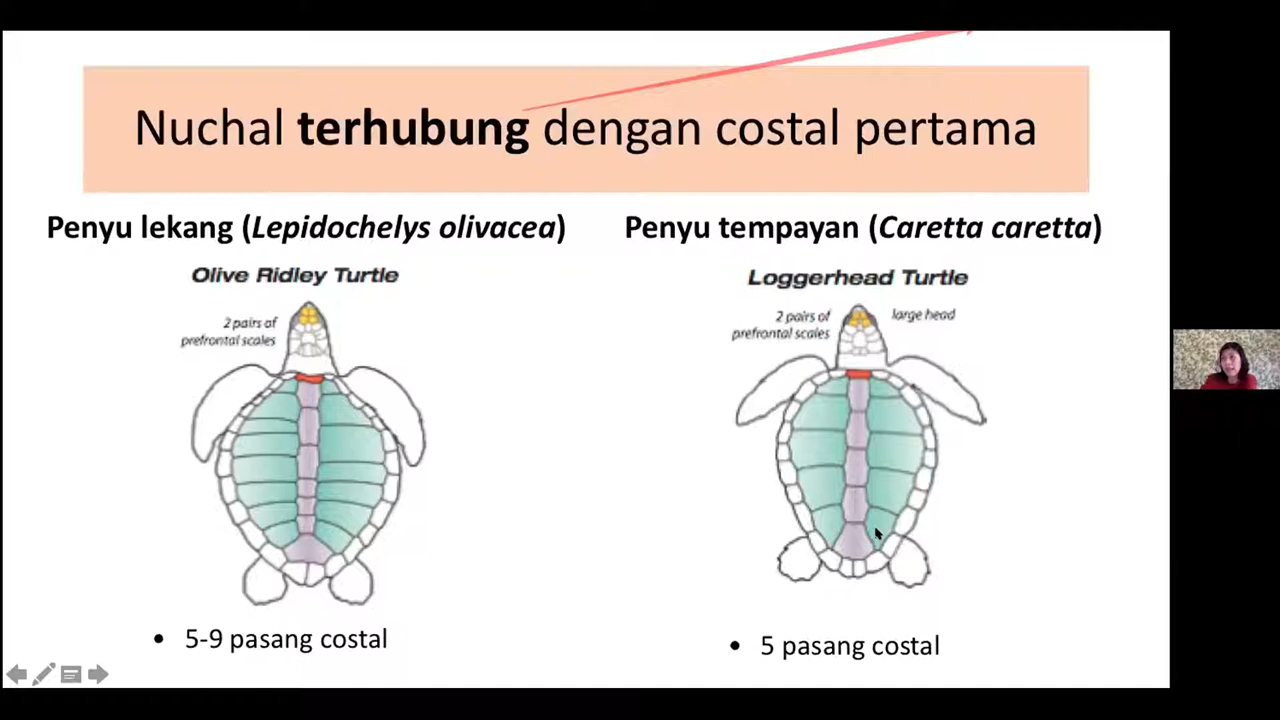 Nuchal terhubung dengan costal pertama
Penyu lekang (Lepidochelys olivacea)
Olive Ridley Turtle
2 pairs of
prefrontal scales
• 5-9 pasang costal
Penyu tempayan (Caretta caretta)
Loggerhead Turtle
2 pairs of
prefrontal scales
large head
• 5 pasang costal